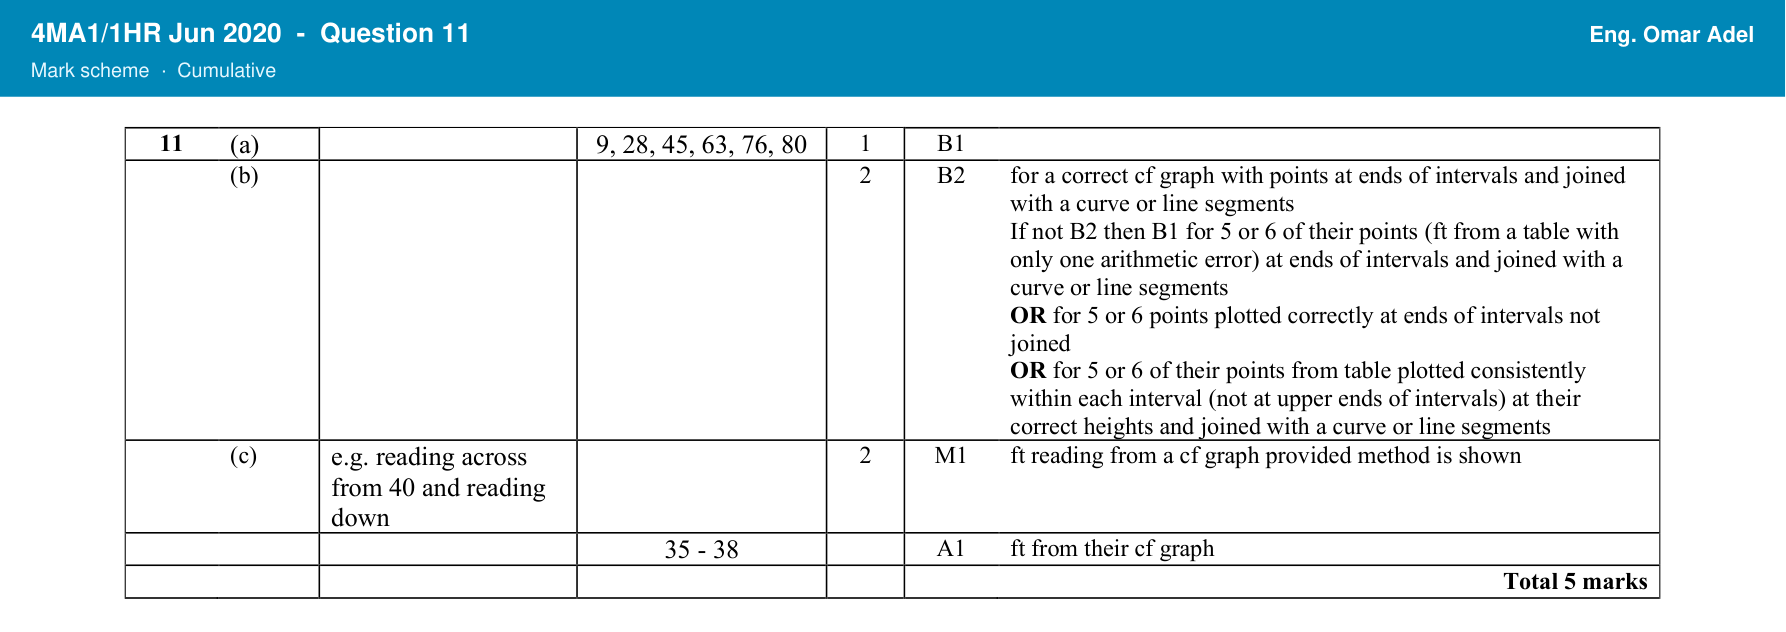 4MA1/1HR Jun 2020 - Question 11
Eng. Omar Adel
Mark scheme · Cumulative
11 (a) 9, 28, 45, 63, 76, 80 1 B1
(b) 2 B2 for a correct cf graph with points at ends of intervals and joined
with a curve or line segments
If not B2 then B1 for 5 or 6 of their points (ft from a table with
only one arithmetic error) at ends of intervals and joined with a
curve or line segments
OR for 5 or 6 points plotted correctly at ends of intervals not
joined
OR for 5 or 6 of their points from table plotted consistently
within each interval (not at upper ends of intervals) at their
correct heights and joined with a curve or line segments
(c) e.g. reading across 2 M1 ft reading from a cf graph provided method is shown
from 40 and reading
down
35 - 38 A1 ft from their cf graph
Total 5 marks